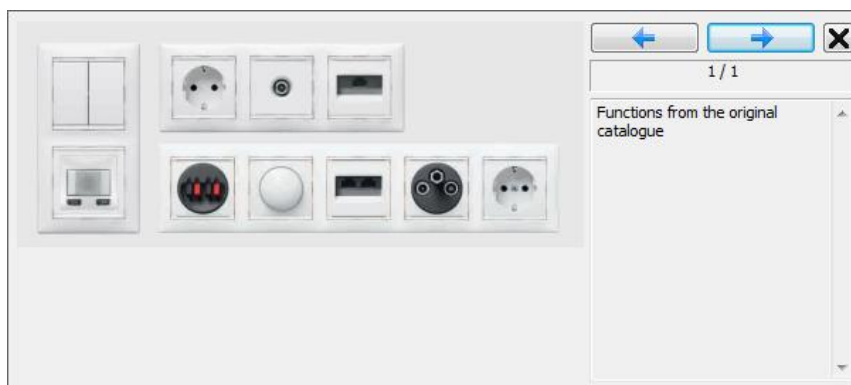 1 / 1
Functions from the original
catalogue